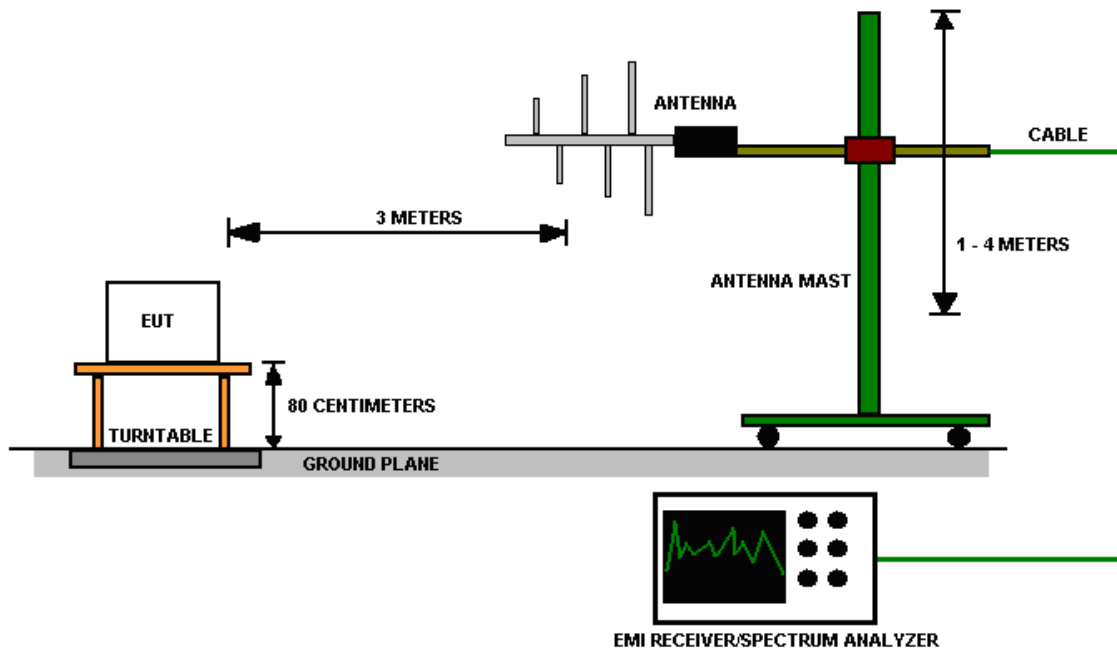 ANTENNA
CABLE
3 METERS
1 - 4 METERS
ANTENNA MAST
EUT
80 CENTIMETERS
TURNTABLE
GROUND PLANE
EMI RECEIVER/SPECTRUM ANALYZER